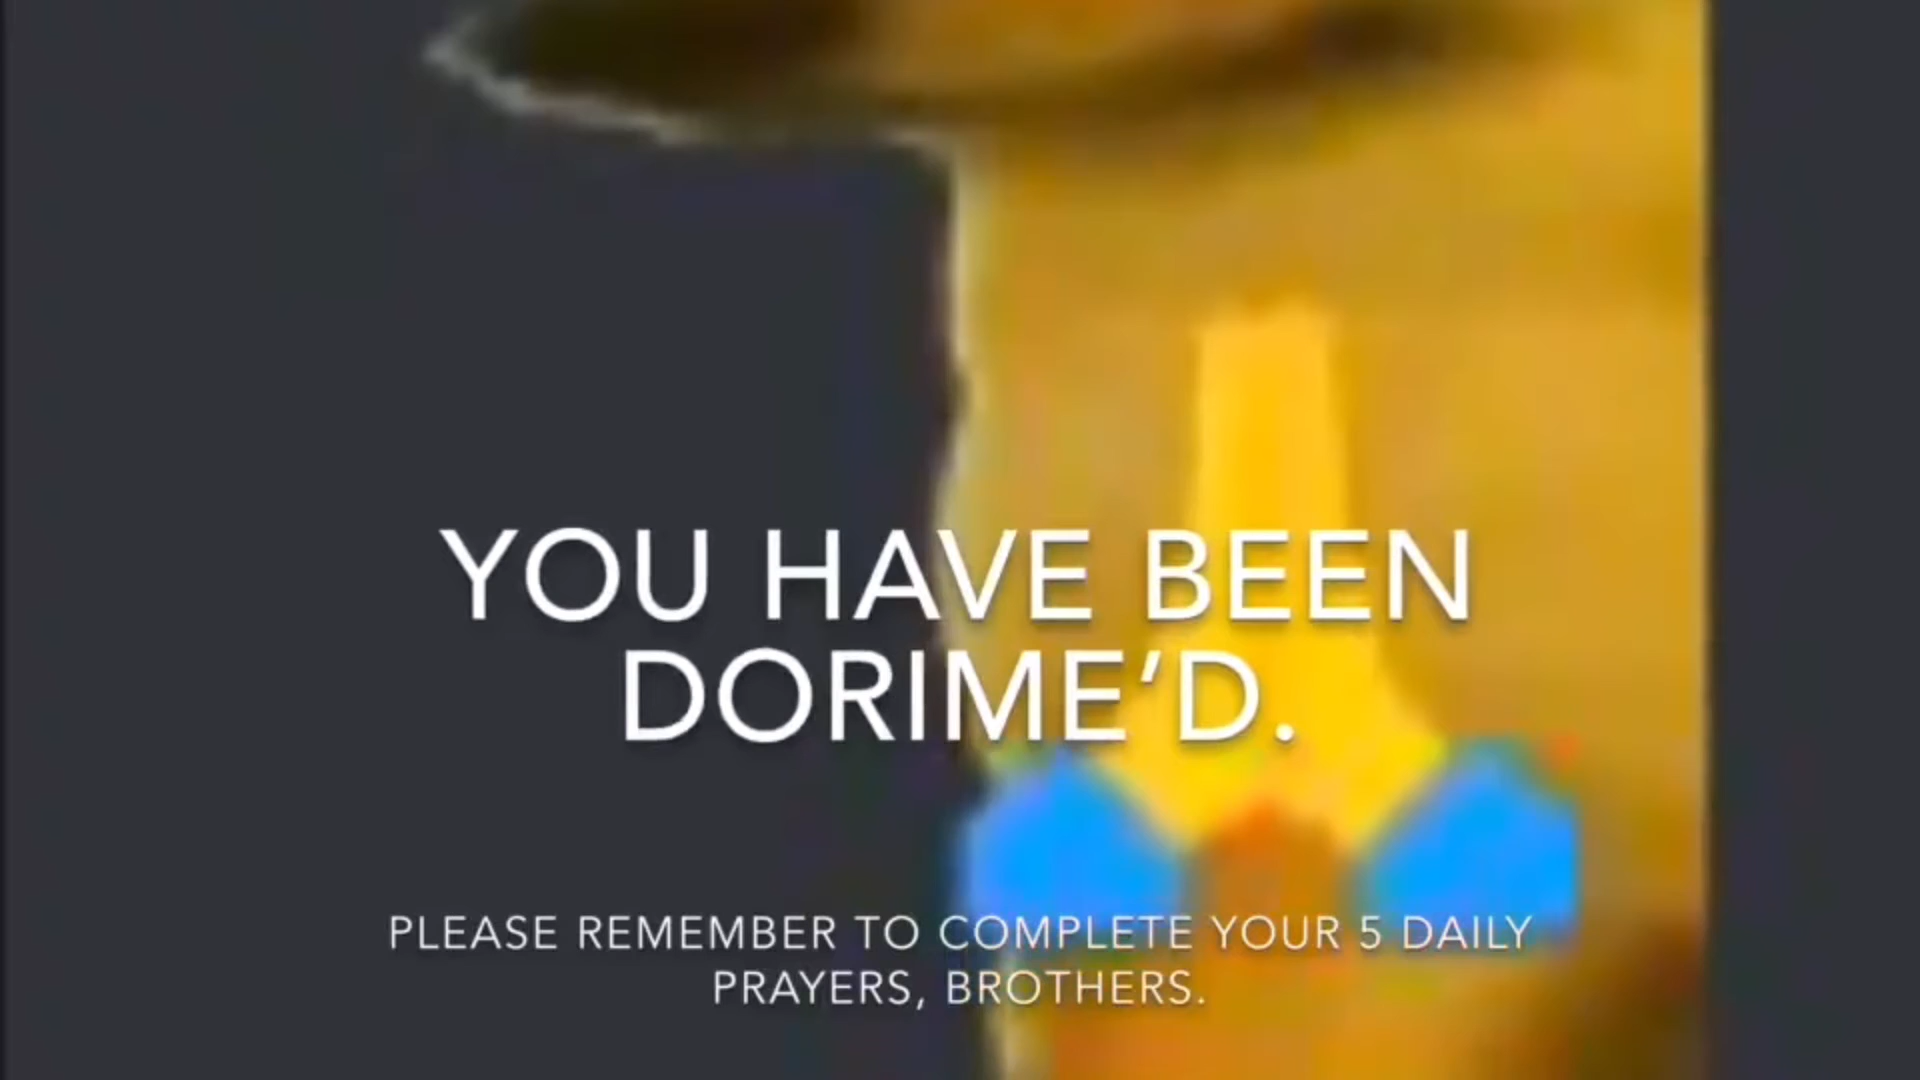 YOU HAVE BEEN
DORIME’D.
PLEASE REMEMBER TO COMPLETE YOUR 5 DAILY
PRAYERS, BROTHERS.